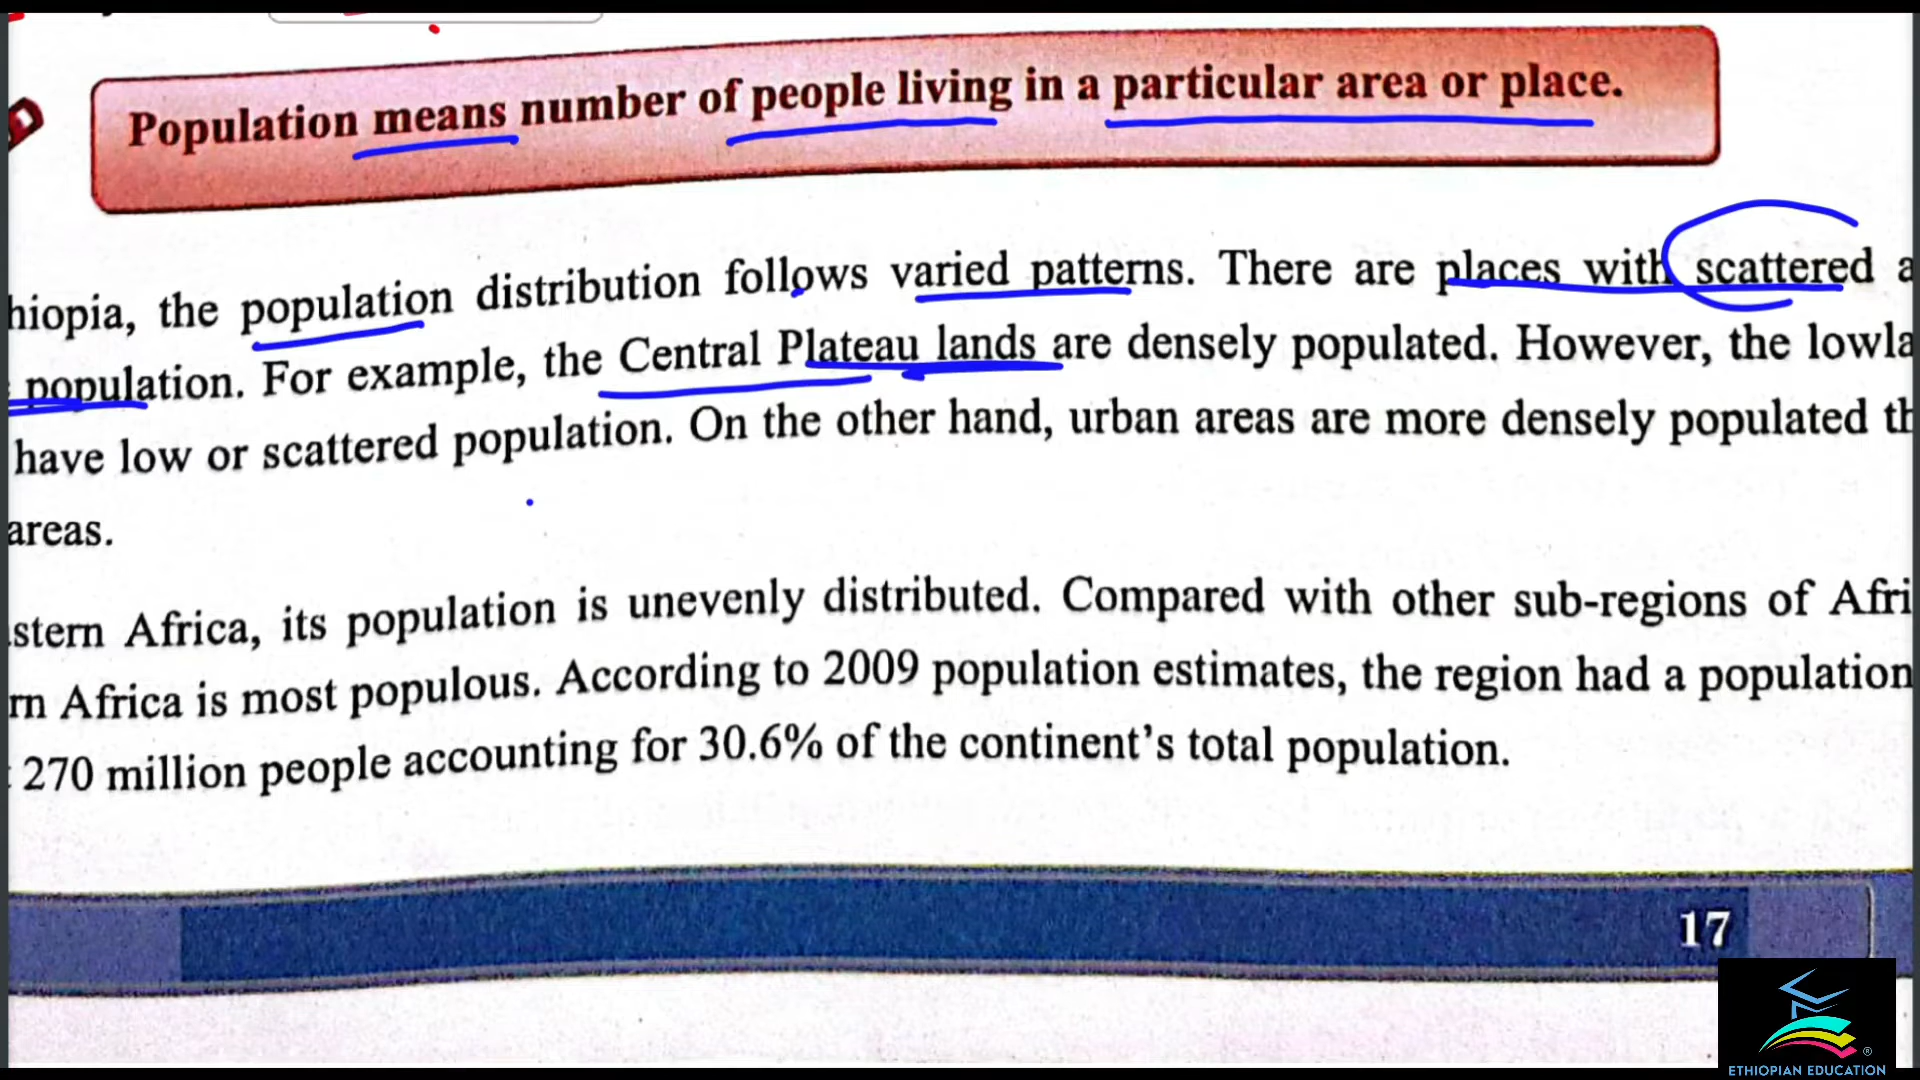 Population means number of people living in a particular area or place.
hiopia, the population distribution follows varied patterns. There are places with scattered a
population. For example, the Central Plateau lands are densely populated. However, the lowla
have low or scattered population. On the other hand, urban areas are more densely populated th
areas.
stern Africa, its population is unevenly distributed. Compared with other sub-regions of Afri
rn Africa is most populous. According to 2009 population estimates, the region had a population
270 million people accounting for 30.6% of the continent's total population.
17
ETHIOPIAN EDUCATION